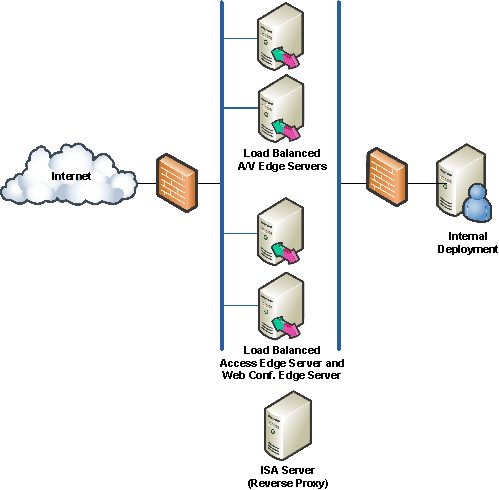 Load Balanced
A/V Edge Servers
Internet
Internal
Deployment
Load Balanced
Access Edge Server and
Web Conf. Edge Server
ISA Server
(Reverse Proxy)